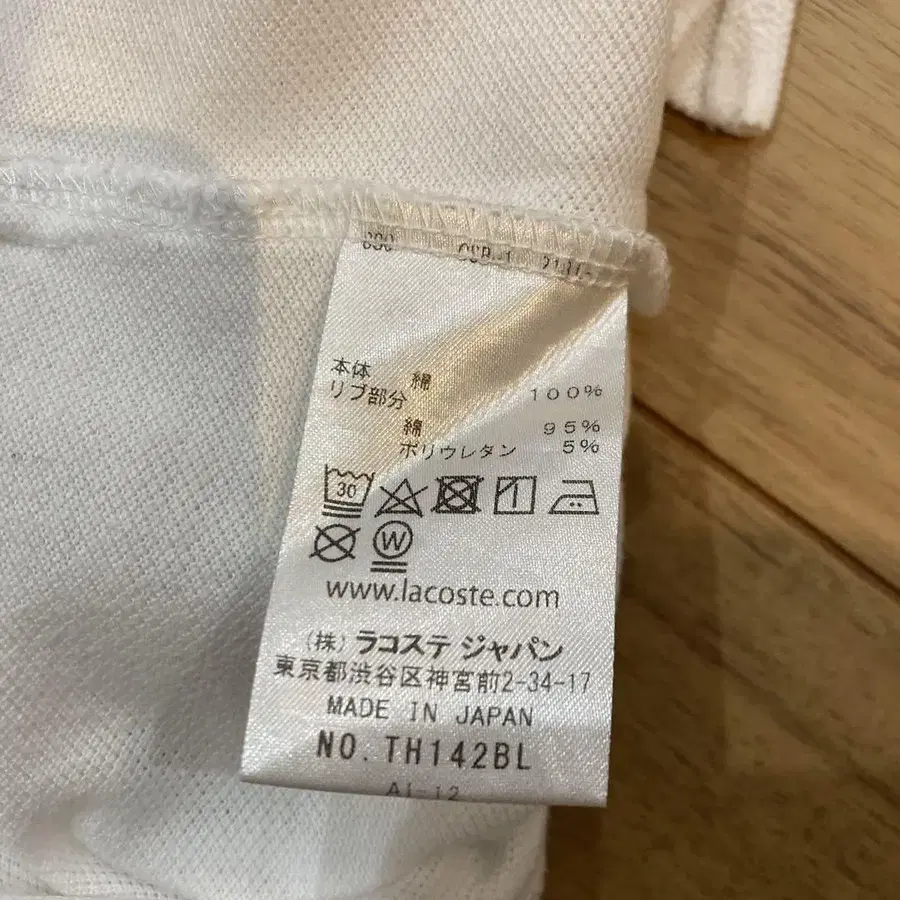 本体 綿 100%
リブ部分
綿 95%
ポリウレタン 5%
30
W
www.lacoste.com
(株) ラコステ ジャパン
東京都渋谷区神宮前2-34-17
MADE IN JAPAN
NO. TH142BL